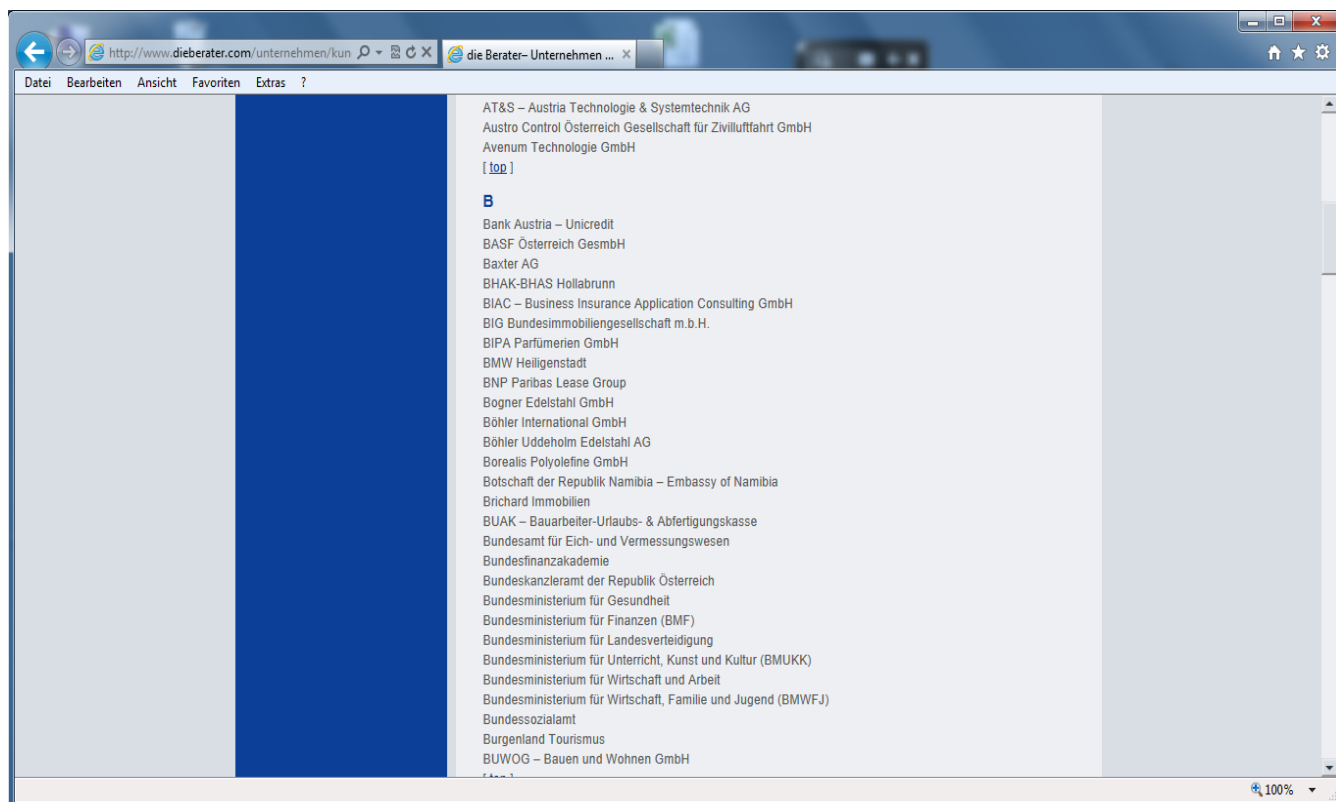 http://www.dieberater.com/unternehmen/kun
die Berater– Unternehmen ...
Datei Bearbeiten Ansicht Favoriten Extras ?
AT&S – Austria Technologie & Systemtechnik AG
Austro Control Österreich Gesellschaft für Zivilluftfahrt GmbH
Avenum Technologie GmbH
[ top ]
B
Bank Austria – Unicredit
BASF Österreich GesmbH
Baxter AG
BHAK-BHAS Hollabrunn
BIAC – Business Insurance Application Consulting GmbH
BIG Bundesimmobiliengesellschaft m.b.H.
BIPA Parfümerien GmbH
BMW Heiligenstadt
BNP Paribas Lease Group
Bogner Edelstahl GmbH
Böhler International GmbH
Böhler Uddeholm Edelstahl AG
Borealis Polyolefine GmbH
Botschaft der Republik Namibia – Embassy of Namibia
Brichard Immobilien
BUAK – Bauarbeiter-Urlaubs- & Abfertigungskasse
Bundesamt für Eich- und Vermessungswesen
Bundesfinanzakademie
Bundeskanzleramt der Republik Österreich
Bundesministerium für Gesundheit
Bundesministerium für Finanzen (BMF)
Bundesministerium für Landesverteidigung
Bundesministerium für Unterricht, Kunst und Kultur (BMUKK)
Bundesministerium für Wirtschaft und Arbeit
Bundesministerium für Wirtschaft, Familie und Jugend (BMWFJ)
Bundessozialamt
Burgenland Tourismus
BUWOG – Bauen und Wohnen GmbH
[ top ]
100%